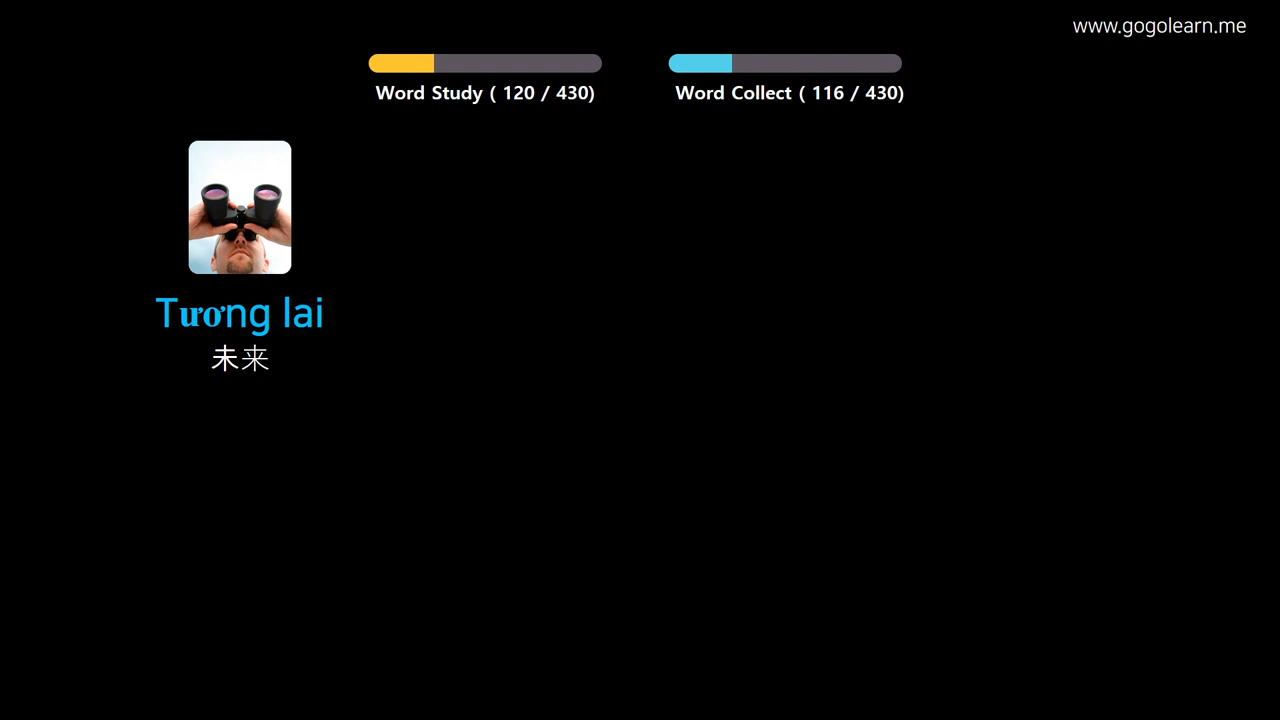 www.gogolearn.me
Word Study ( 120 / 430)
Word Collect ( 116 / 430)
Tương lai
未来